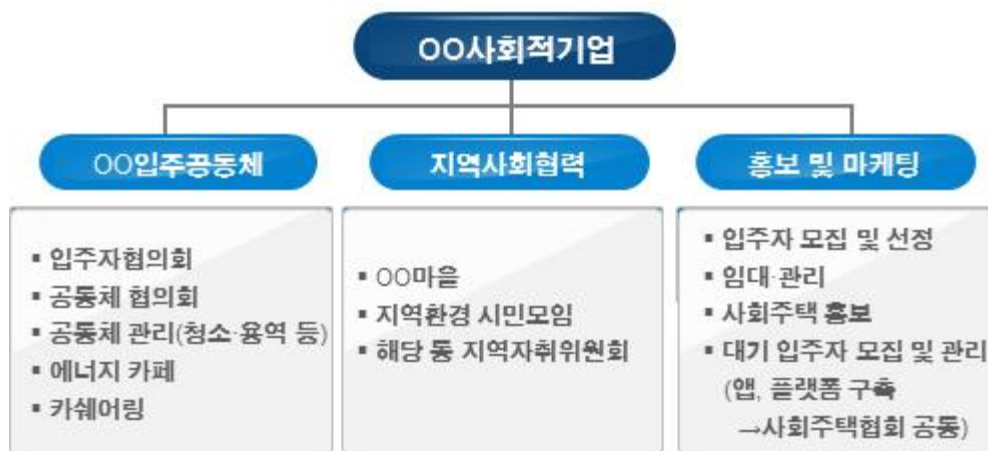 OO사회적기업
OO입주공동체
▪ 입주자협의회
▪ 공동체 협의회
▪ 공동체 관리(청소·용역 등)
▪ 에너지 카페
▪ 카쉐어링
지역사회협력
▪ OO마을
▪ 지역환경 시민모임
▪ 해당 동 지역자취위원회
홍보 및 마케팅
▪ 입주자 모집 및 선정
▪ 임대·관리
▪ 사회주택 홍보
▪ 대기 입주자 모집 및 관리
(앱, 플랫폼 구축
→사회주택협회 공동)